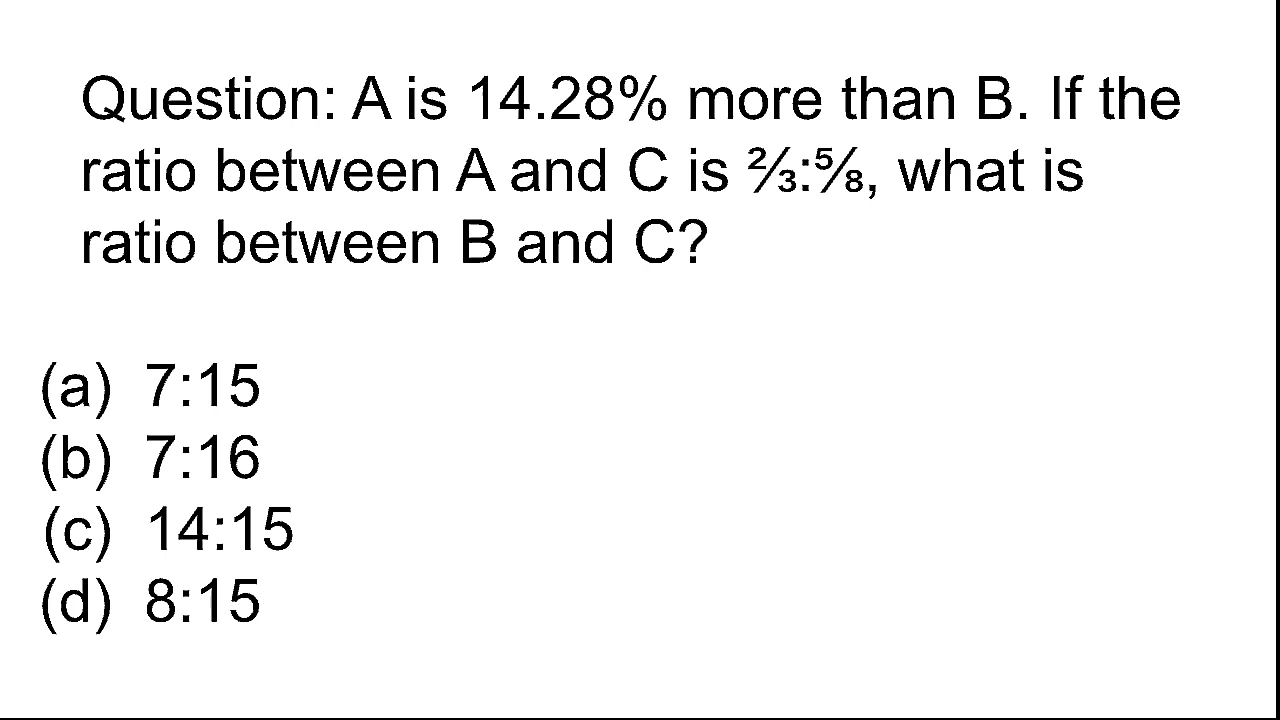 Question: A is 14.28% more than B. If the
ratio between A and C is ⅔:⅝, what is
ratio between B and C?
(a) 7:15
(b) 7:16
(c) 14:15
(d) 8:15